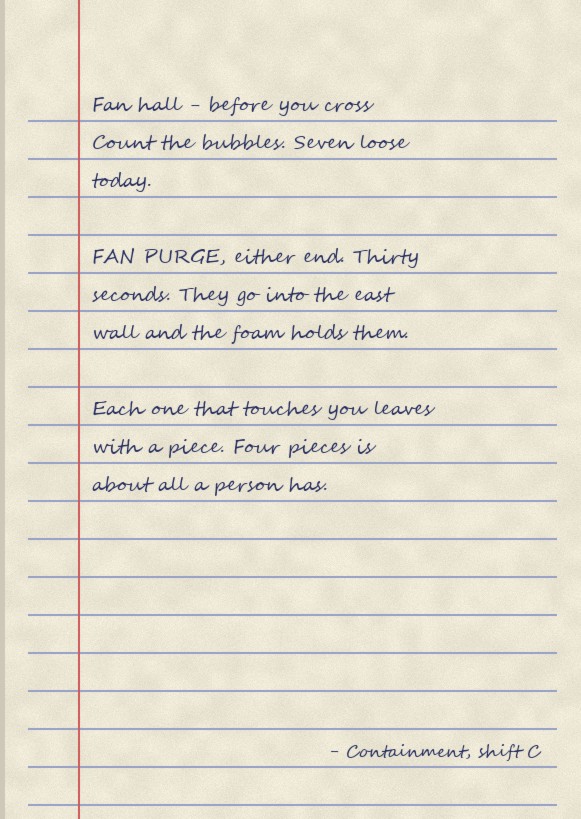 Fan hall - before you cross
Count the bubbles. Seven loose
today.
FAN PURGE, either end. Thirty
seconds. They go into the east
wall and the foam holds them.
Each one that touches you leaves
with a piece. Four pieces is
about all a person has.
- Containment, shift C